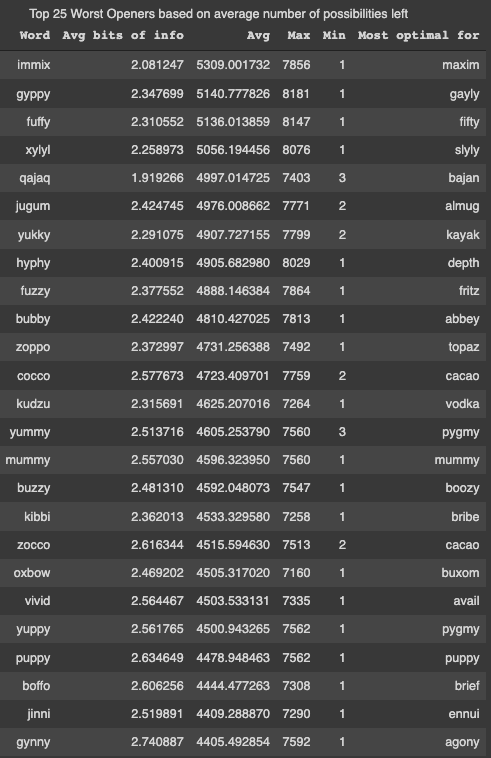 Top 25 Worst Openers based on average number of possibilities left
Word Avg bits of info Avg Max Min Most optimal for
immix 2.081247 5309.001732 7856 1 maxim
gyppy 2.347699 5140.777826 8181 1 gayly
fuffy 2.310552 5136.013859 8147 1 fifty
xylyl 2.258973 5056.194456 8076 1 slyly
qajaq 1.919266 4997.014725 7403 3 bajan
jugum 2.424745 4976.008662 7771 2 almug
yukky 2.291075 4907.727155 7799 2 kayak
hyphy 2.400915 4905.682980 8029 1 depth
fuzzy 2.377552 4888.146384 7864 1 fritz
bubby 2.422240 4810.427025 7813 1 abbey
zoppo 2.372997 4731.256388 7492 1 topaz
cocco 2.577673 4723.409701 7759 2 cacao
kudzu 2.315691 4625.207016 7264 1 vodka
yummy 2.513716 4605.253790 7560 3 pygmy
mummy 2.557030 4596.323950 7560 1 mummy
buzzy 2.481310 4592.048073 7547 1 boozy
kibbi 2.362013 4533.329580 7258 1 bribe
zocco 2.616344 4515.594630 7513 2 cacao
oxbow 2.469202 4505.317020 7160 1 buxom
vivid 2.564467 4503.533131 7335 1 avail
yuppy 2.561765 4500.943265 7562 1 pygmy
puppy 2.634649 4478.948463 7562 1 puppy
boffo 2.606256 4444.477263 7308 1 brief
jinni 2.519891 4409.288870 7290 1 ennui
gynny 2.740887 4405.492854 7592 1 agony